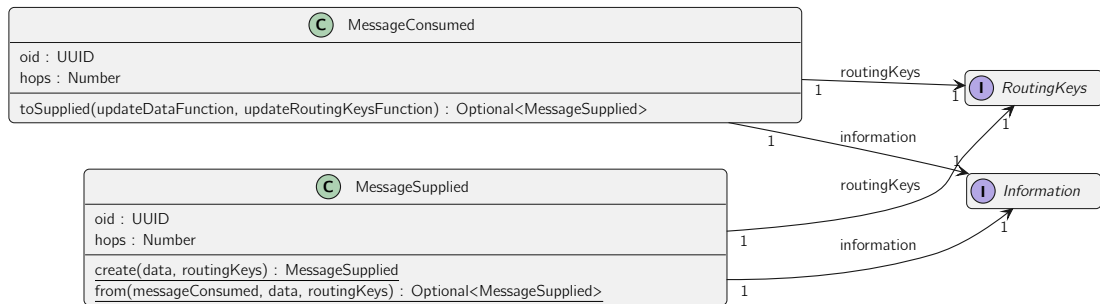 C MessageConsumed
oid : UUID
hops : Number
toSupplied(updateDataFunction, updateRoutingKeysFunction) : Optional<MessageSupplied>
routingKeys
1
1
I RoutingKeys
information
1
1
C MessageSupplied
oid : UUID
hops : Number
create(data, routingKeys) : MessageSupplied
from(messageConsumed, data, routingKeys) : Optional<MessageSupplied>
routingKeys
1
1
I Information
information
1
1